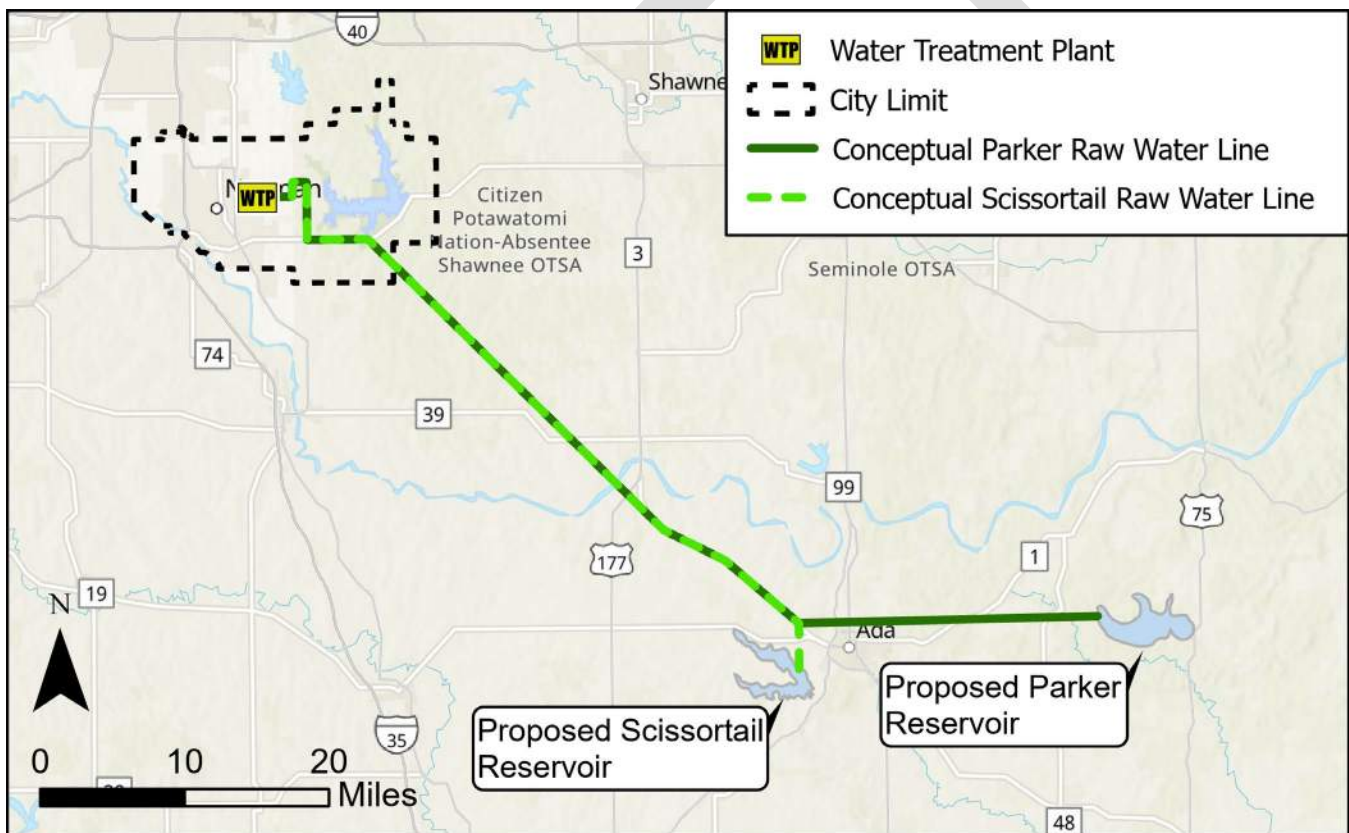 40
WTP
Water Treatment Plant
City Limit
Conceptual Parker Raw Water Line
Conceptual Scissortail Raw Water Line
Shawne
WTP
Citizen
Potawatomi
Nation-Absentee
Shawnee OTSA
3
Seminole OTSA
74
39
99
75
177
1
19
N
Ada
Proposed Parker
Reservoir
Proposed Scissortail
Reservoir
35
0 10 20
Miles
48